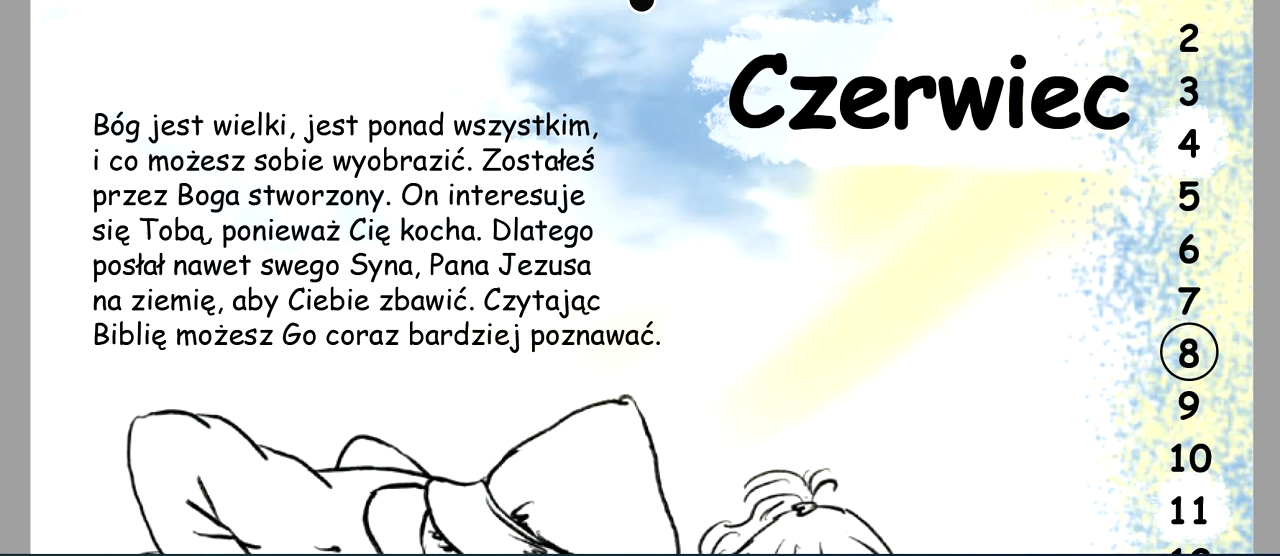 Czerwiec
Bóg jest wielki, jest ponad wszystkim,
i co możesz sobie wyobrazić. Zostałeś
przez Boga stworzony. On interesuje
się Tobą, ponieważ Cię kocha. Dlatego
posłał nawet swego Syna, Pana Jezusa
na ziemię, aby Ciebie zbawić. Czytając
Biblię możesz Go coraz bardziej poznawać.
2
3
4
5
6
7
8
9
10
11